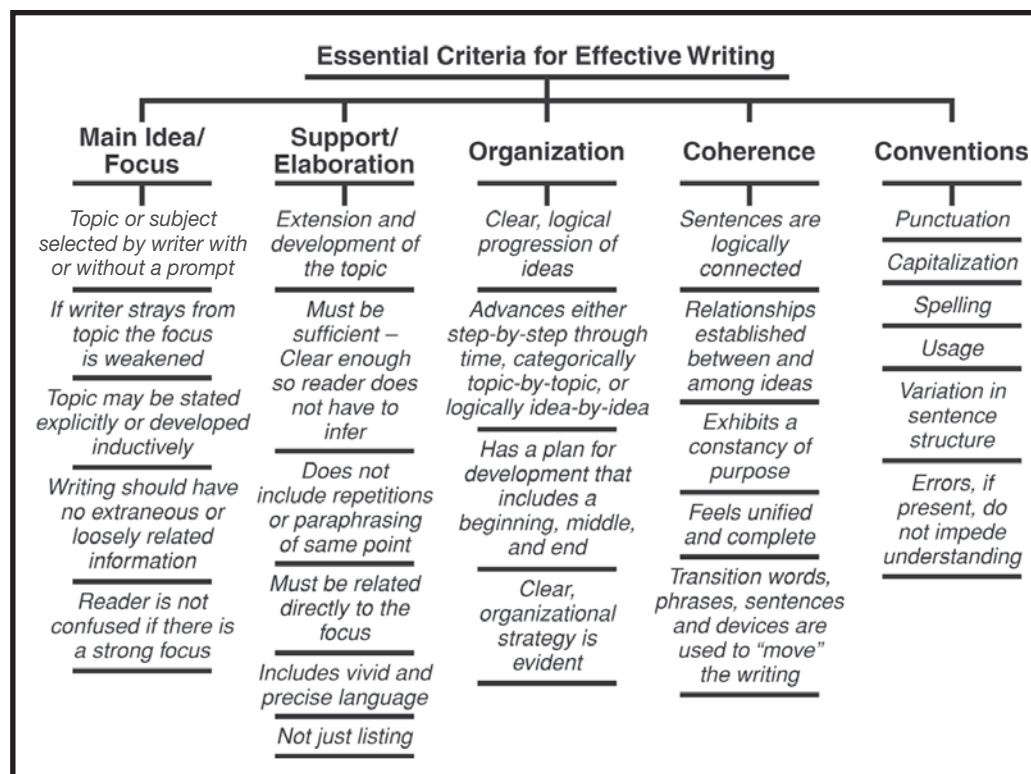 Essential Criteria for Effective Writing
Main Idea/
Focus
Topic or subject
selected by writer with
or without a prompt
If writer strays from
topic the focus
is weakened
Topic may be stated
explicitly or developed
inductively
Writing should have
no extraneous or
loosely related
information
Reader is not
confused if there is
a strong focus
Support/
Elaboration
Extension and
development of
the topic
Must be
sufficient –
Clear enough
so reader does
not have to
infer
Does not
include repetitions
or paraphrasing
of same point
Must be related
directly to the
focus
Includes vivid and
precise language
Not just listing
Organization
Clear, logical
progression of
ideas
Advances either
step-by-step through
time, categorically
topic-by-topic, or
logically idea-by-idea
Has a plan for
development that
includes a
beginning, middle,
and end
Clear,
organizational
strategy is
evident
Coherence
Sentences are
logically
connected
Relationships
established
between and
among ideas
Exhibits a
constancy of
purpose
Feels unified
and complete
Transition words,
phrases, sentences
and devices are
used to “move”
the writing
Conventions
Punctuation
Capitalization
Spelling
Usage
Variation in
sentence
structure
Errors, if
present, do
not impede
understanding